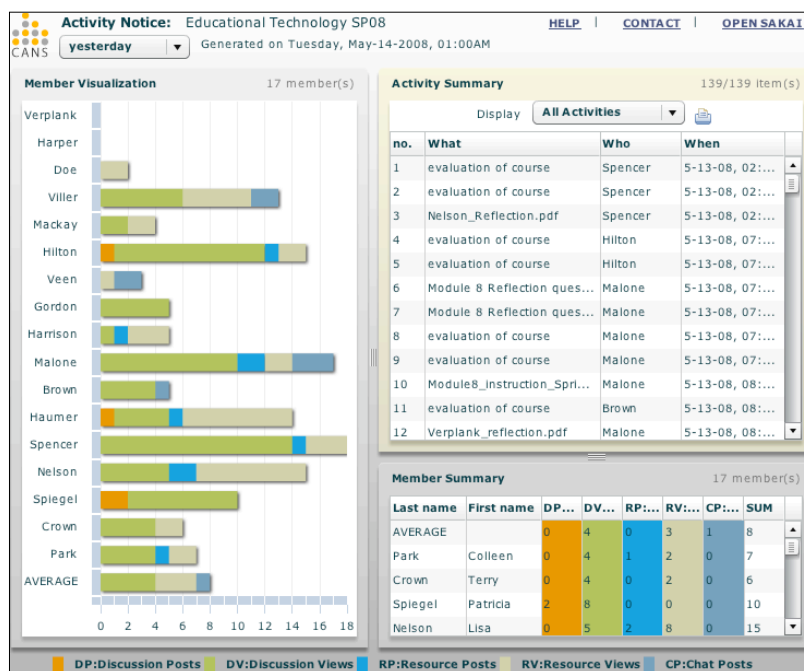 CANS
Activity Notice: Educational Technology SP08
HELP | CONTACT | OPEN SAKAI
yesterday
Generated on Tuesday, May-14-2008, 01:00AM
Member Visualization 17 member(s)
Verplank
Harper
Doe
Viller
Mackay
Hilton
Veen
Gordon
Harrison
Malone
Brown
Haumer
Spencer
Nelson
Spiegel
Crown
Park
AVERAGE
0 2 4 6 8 10 12 14 16 18
Activity Summary 139/139 item(s)
Display All Activities
no. What Who When
1 evaluation of course Spencer 5-13-08, 02:...
2 evaluation of course Spencer 5-13-08, 02:...
3 Nelson_Reflection.pdf Spencer 5-13-08, 02:...
4 evaluation of course Hilton 5-13-08, 07:...
5 evaluation of course Hilton 5-13-08, 07:...
6 Module 8 Reflection ques... Malone 5-13-08, 07:...
7 Module 8 Reflection ques... Malone 5-13-08, 07:...
8 evaluation of course Malone 5-13-08, 07:...
9 evaluation of course Malone 5-13-08, 07:...
10 Module8_instruction_Spri... Malone 5-13-08, 08:...
11 evaluation of course Brown 5-13-08, 08:...
12 Verplank_reflection.pdf Malone 5-13-08, 08:...
Member Summary 17 member(s)
Last name First name DP... DV... RP:... RV:... CP:... SUM
AVERAGE 0 4 0 3 1 8
Park Colleen 0 4 1 2 0 7
Crown Terry 0 4 0 2 0 6
Spiegel Patricia 2 8 0 0 0 10
Nelson Lisa 0 5 2 8 0 15
DP:Discussion Posts DV:Discussion Views RP:Resource Posts RV:Resource Views CP:Chat Posts